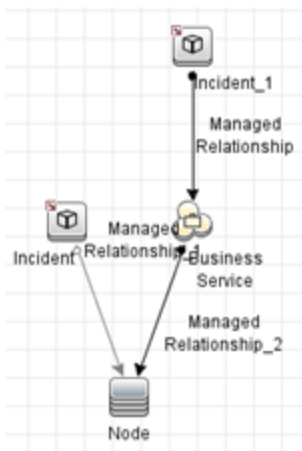 Incident_1
Managed
Relationship
Incident
Managed
Relationship_1
Business
Service
Managed
Relationship_2
Node